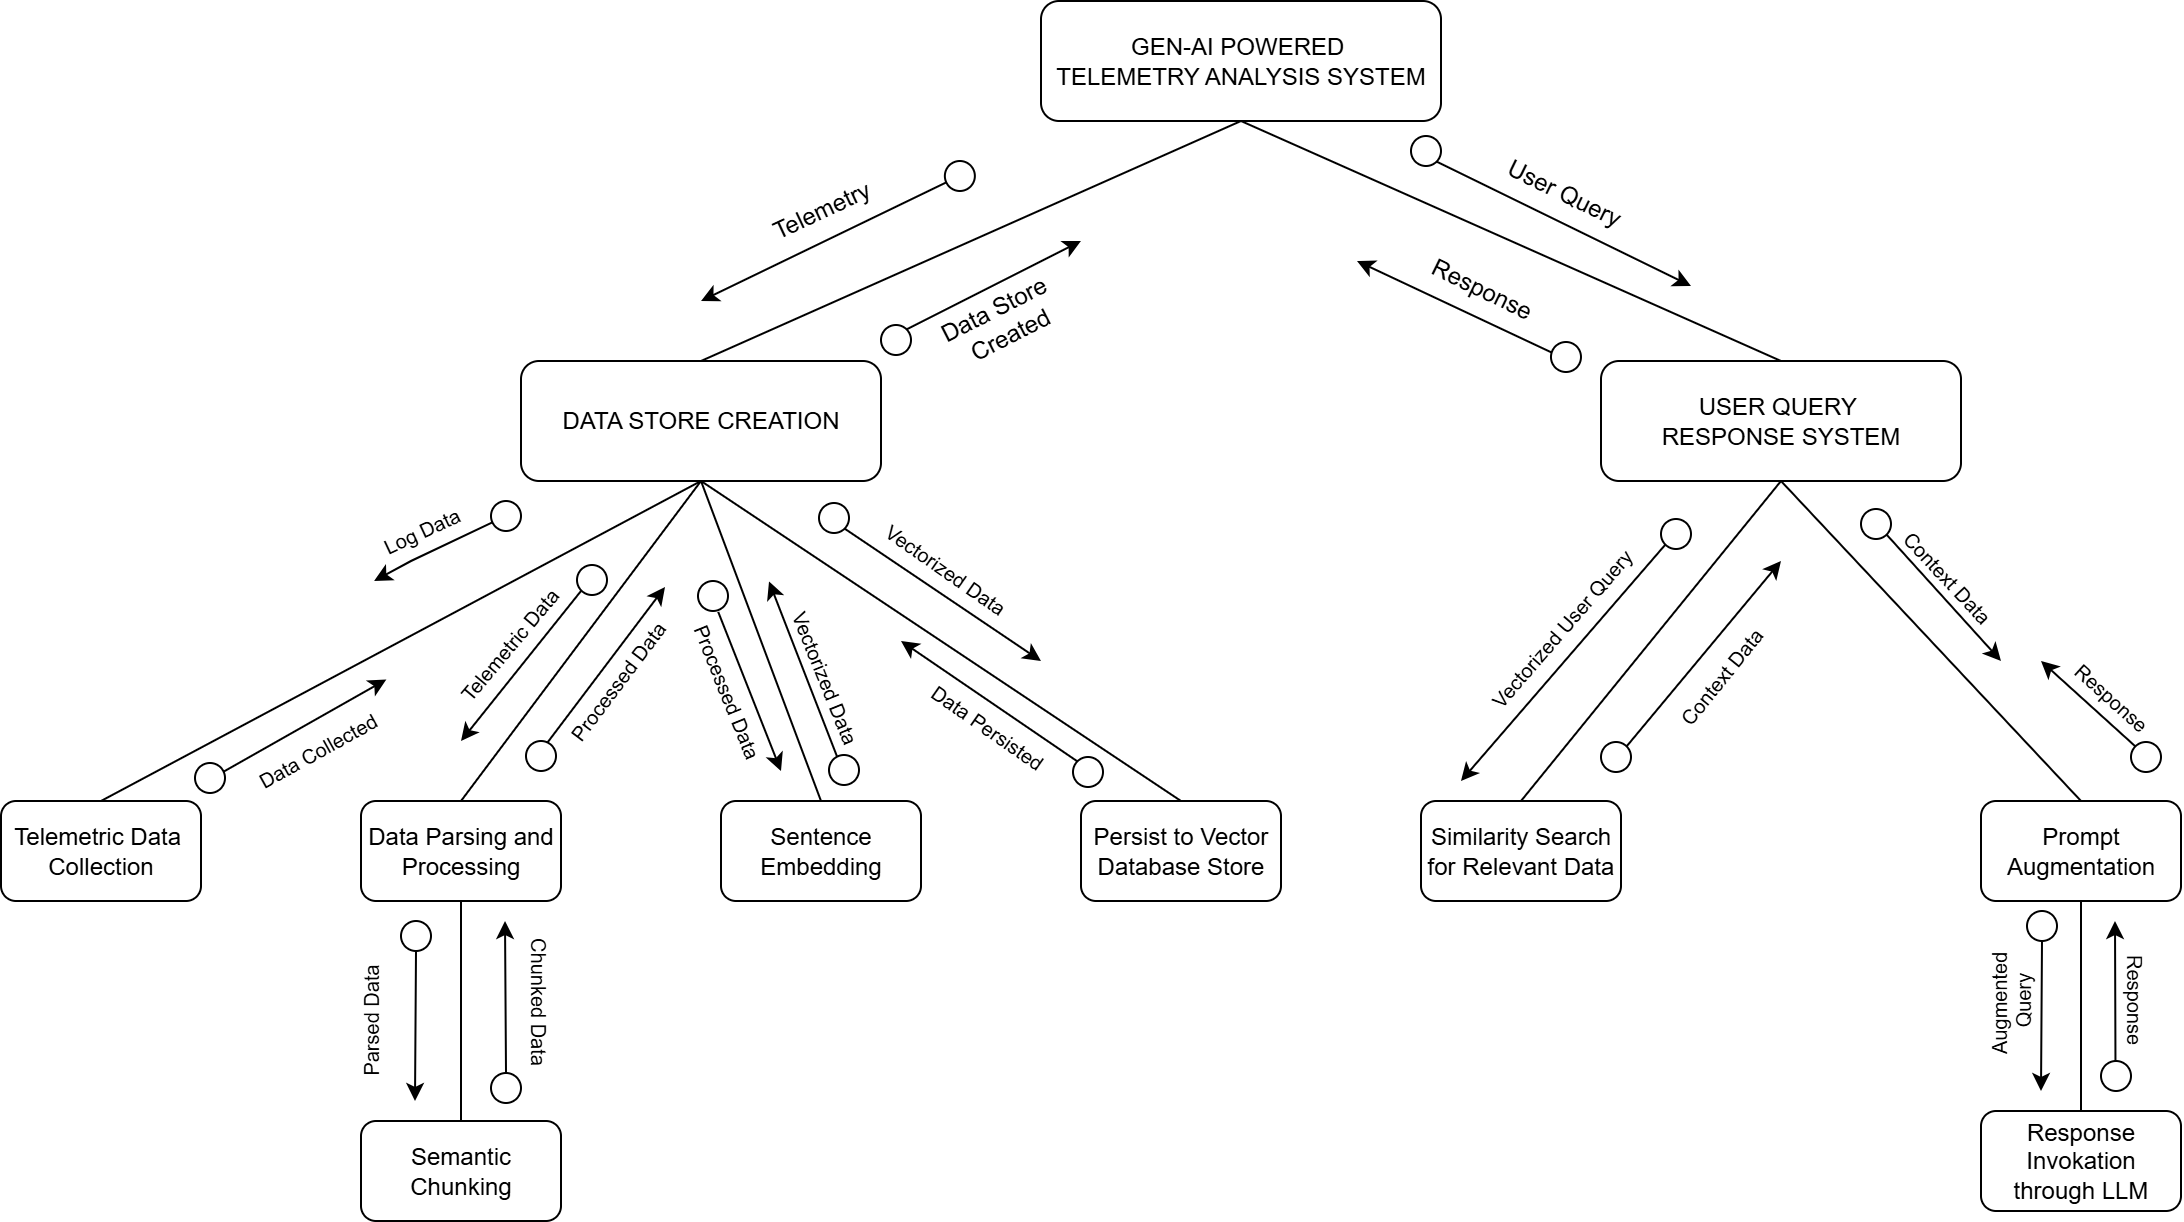 GEN-AI POWERED
TELEMETRY ANALYSIS SYSTEM
Telemetry
User Query
Data Store
Created
Response
DATA STORE CREATION
USER QUERY
RESPONSE SYSTEM
Log Data
Telemetric Data
Processed Data
Processed Data
Vectorized Data
Vectorized Data
Data Persisted
Data Collected
Vectorized User Query
Context Data
Context Data
Response
Telemetric Data
Collection
Data Parsing and
Processing
Sentence
Embedding
Persist to Vector
Database Store
Similarity Search
for Relevant Data
Prompt
Augmentation
Parsed Data
Chunked Data
Augmented
Query
Response
Semantic
Chunking
Response
Invokation
through LLM